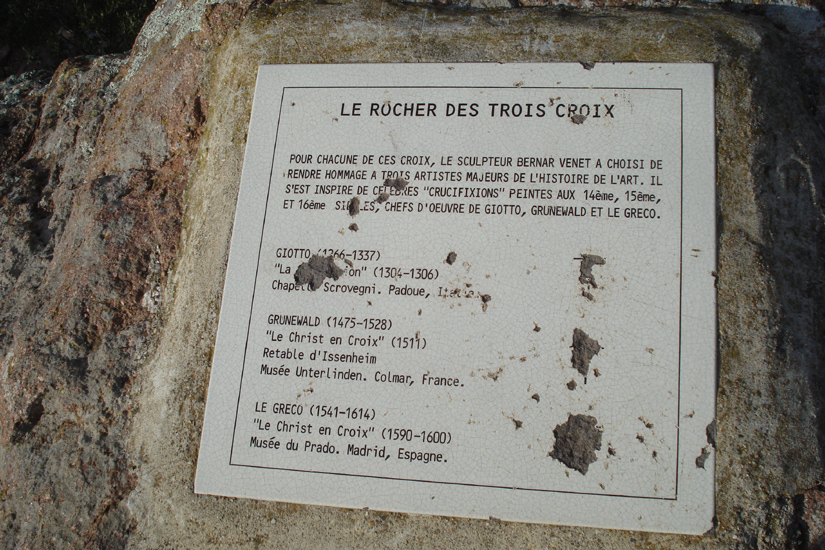 LE ROCHER DES TROIS CROIX
POUR CHACUNE DE CES CROIX, LE SCULPTEUR BERNAR VENET A CHOISI DE
RENDRE HOMMAGE A TROIS ARTISTES MAJEURS DE L'HISTOIRE DE L'ART. IL
S'EST INSPIRE DE CELEBRES "CRUCIFIXIONS" PEINTES AUX 14ème, 15ème,
ET 16ème SIECLES, CHEFS D'OEUVRE DE GIOTTO, GRUNEWALD ET LE GRECO.
GIOTTO (1266-1337)
"La (1304-1306)
Chapelle Scrovegni. Padoue, Italie.
GRUNEWALD (1475-1528)
"Le Christ en Croix" (1511)
Retable d'Issenheim
Musée Unterlinden. Colmar, France.
LE GRECO (1541-1614)
"Le Christ en Croix" (1590-1600)
Musée du Prado. Madrid, Espagne.